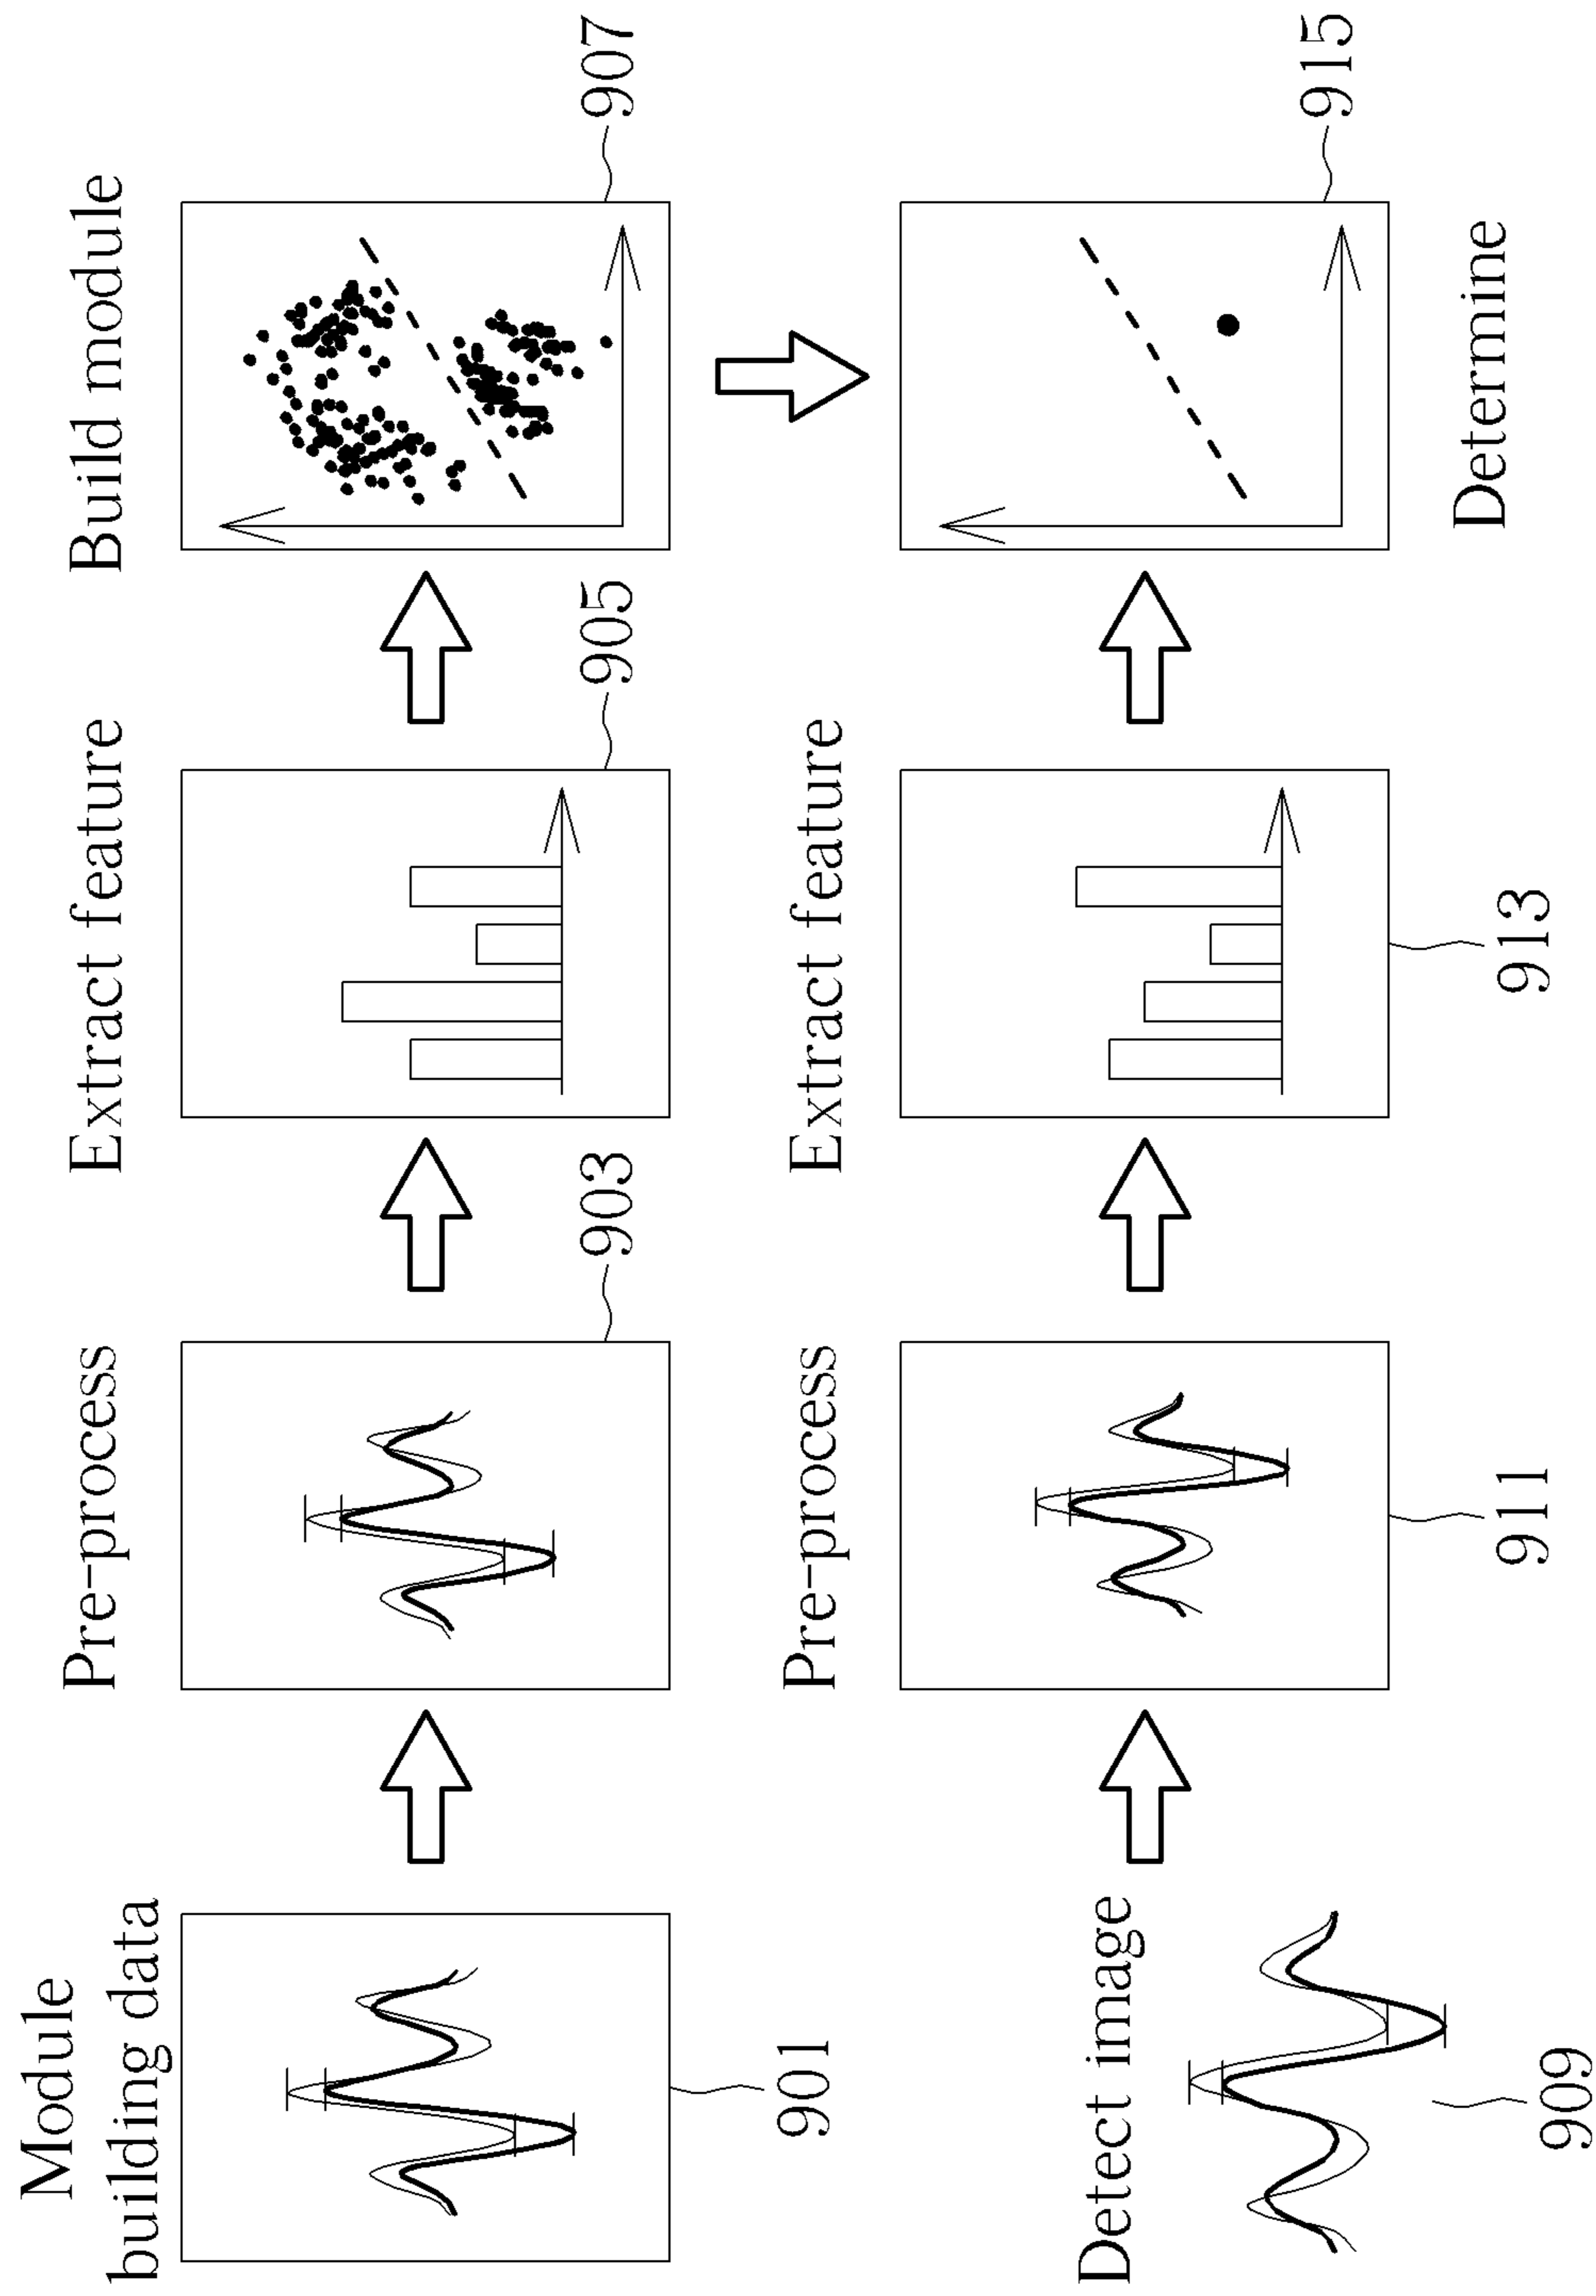 Module
building data
901
Pre-process
903
Extract feature
905
Build module
907
Detect image
909
Pre-process
911
Extract feature
913
Determine
915